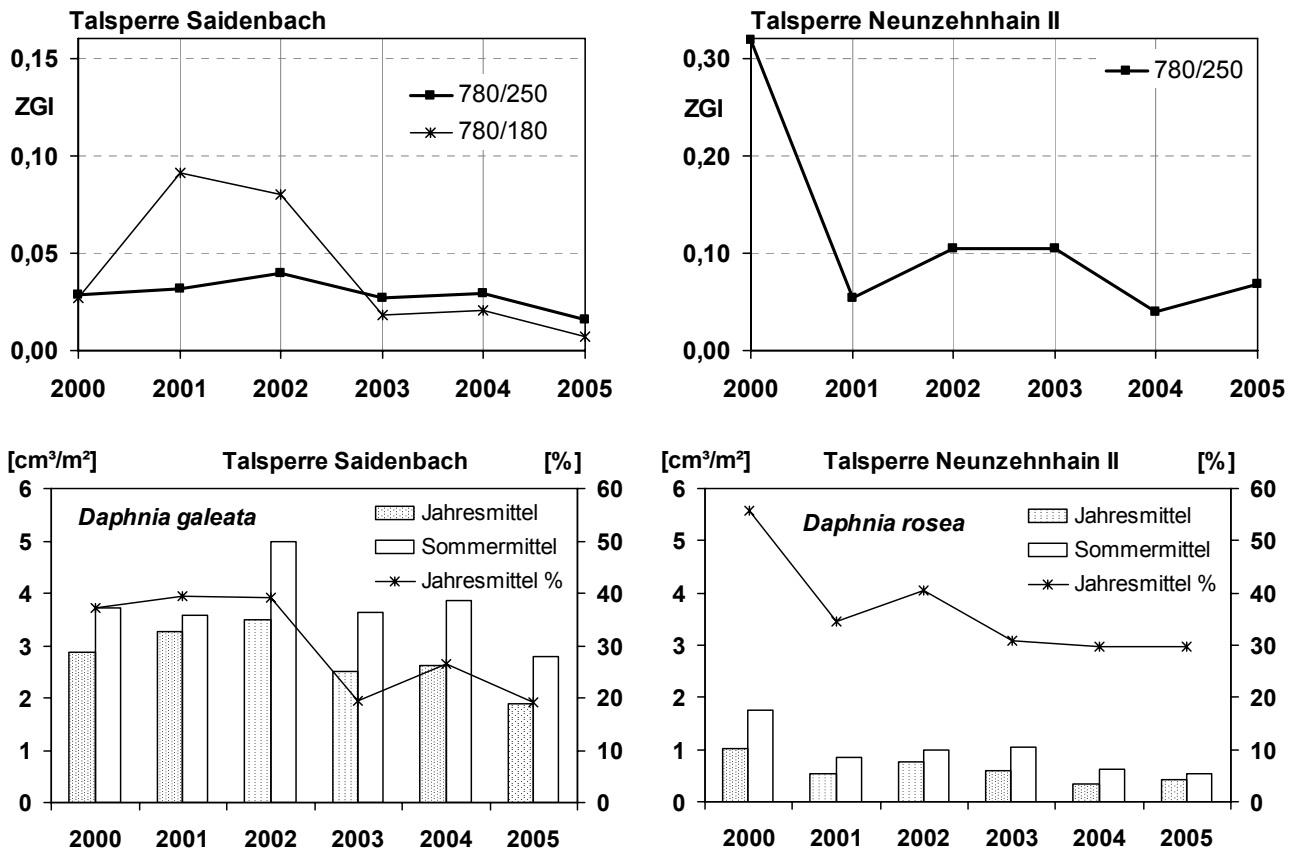 Talsperre Saidenbach
0,15
ZGI
0,10
0,05
0,00
780/250
780/180
2000 2001 2002 2003 2004 2005
Talsperre Neunzehnhain II
0,30
ZGI
0,20
0,10
0,00
780/250
2000 2001 2002 2003 2004 2005
[cm³/m²] Talsperre Saidenbach [%]
6
5
4
3
2
1
0
Daphnia galeata
Jahresmittel
Sommermittel
Jahresmittel %
60
50
40
30
20
10
0
2000 2001 2002 2003 2004 2005
[cm³/m²] Talsperre Neunzehnhain II [%]
6
5
4
3
2
1
0
Daphnia rosea
Jahresmittel
Sommermittel
Jahresmittel %
60
50
40
30
20
10
0
2000 2001 2002 2003 2004 2005